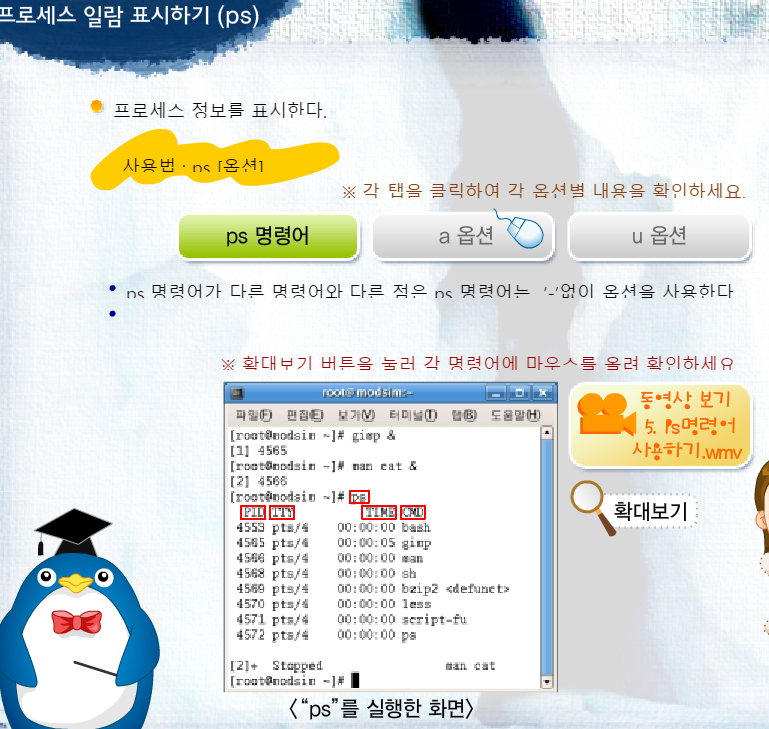 프로세스 일람 표시하기 (ps)
프로세스 정보를 표시한다.
사용법 : ps [옵션]
※ 각 탭을 클릭하여 각 옵션별 내용을 확인하세요.
ps 명령어
a 옵션
u 옵션
ps 명령어가 다른 명령어와 다른 점은 ps 명령어는 '-'없이 옵션을 사용한다
※ 확대보기 버튼을 눌러 각 명령어에 마우스를 올려 확인하세요
root@modsim:~
파일(F) 편집(E) 보기(V) 터미널(T) 탭(B) 도움말(H)
[root@modsim ~]# gimp &
[1] 4565
[root@modsim ~]# man cat &
[2] 4566
[root@modsim ~]# ps
PID TTY TIME CMD
4553 pts/4 00:00:00 bash
4565 pts/4 00:00:05 gimp
4566 pts/4 00:00:00 man
4568 pts/4 00:00:00 sh
4569 pts/4 00:00:00 bzip2 <defunct>
4570 pts/4 00:00:00 less
4571 pts/4 00:00:00 script-fu
4572 pts/4 00:00:00 ps
[2]+ Stopped man cat
[root@modsim ~]#
동영상 보기
5. Ps명령어
사용하기.wmv
확대보기
〈“ps”를 실행한 화면〉